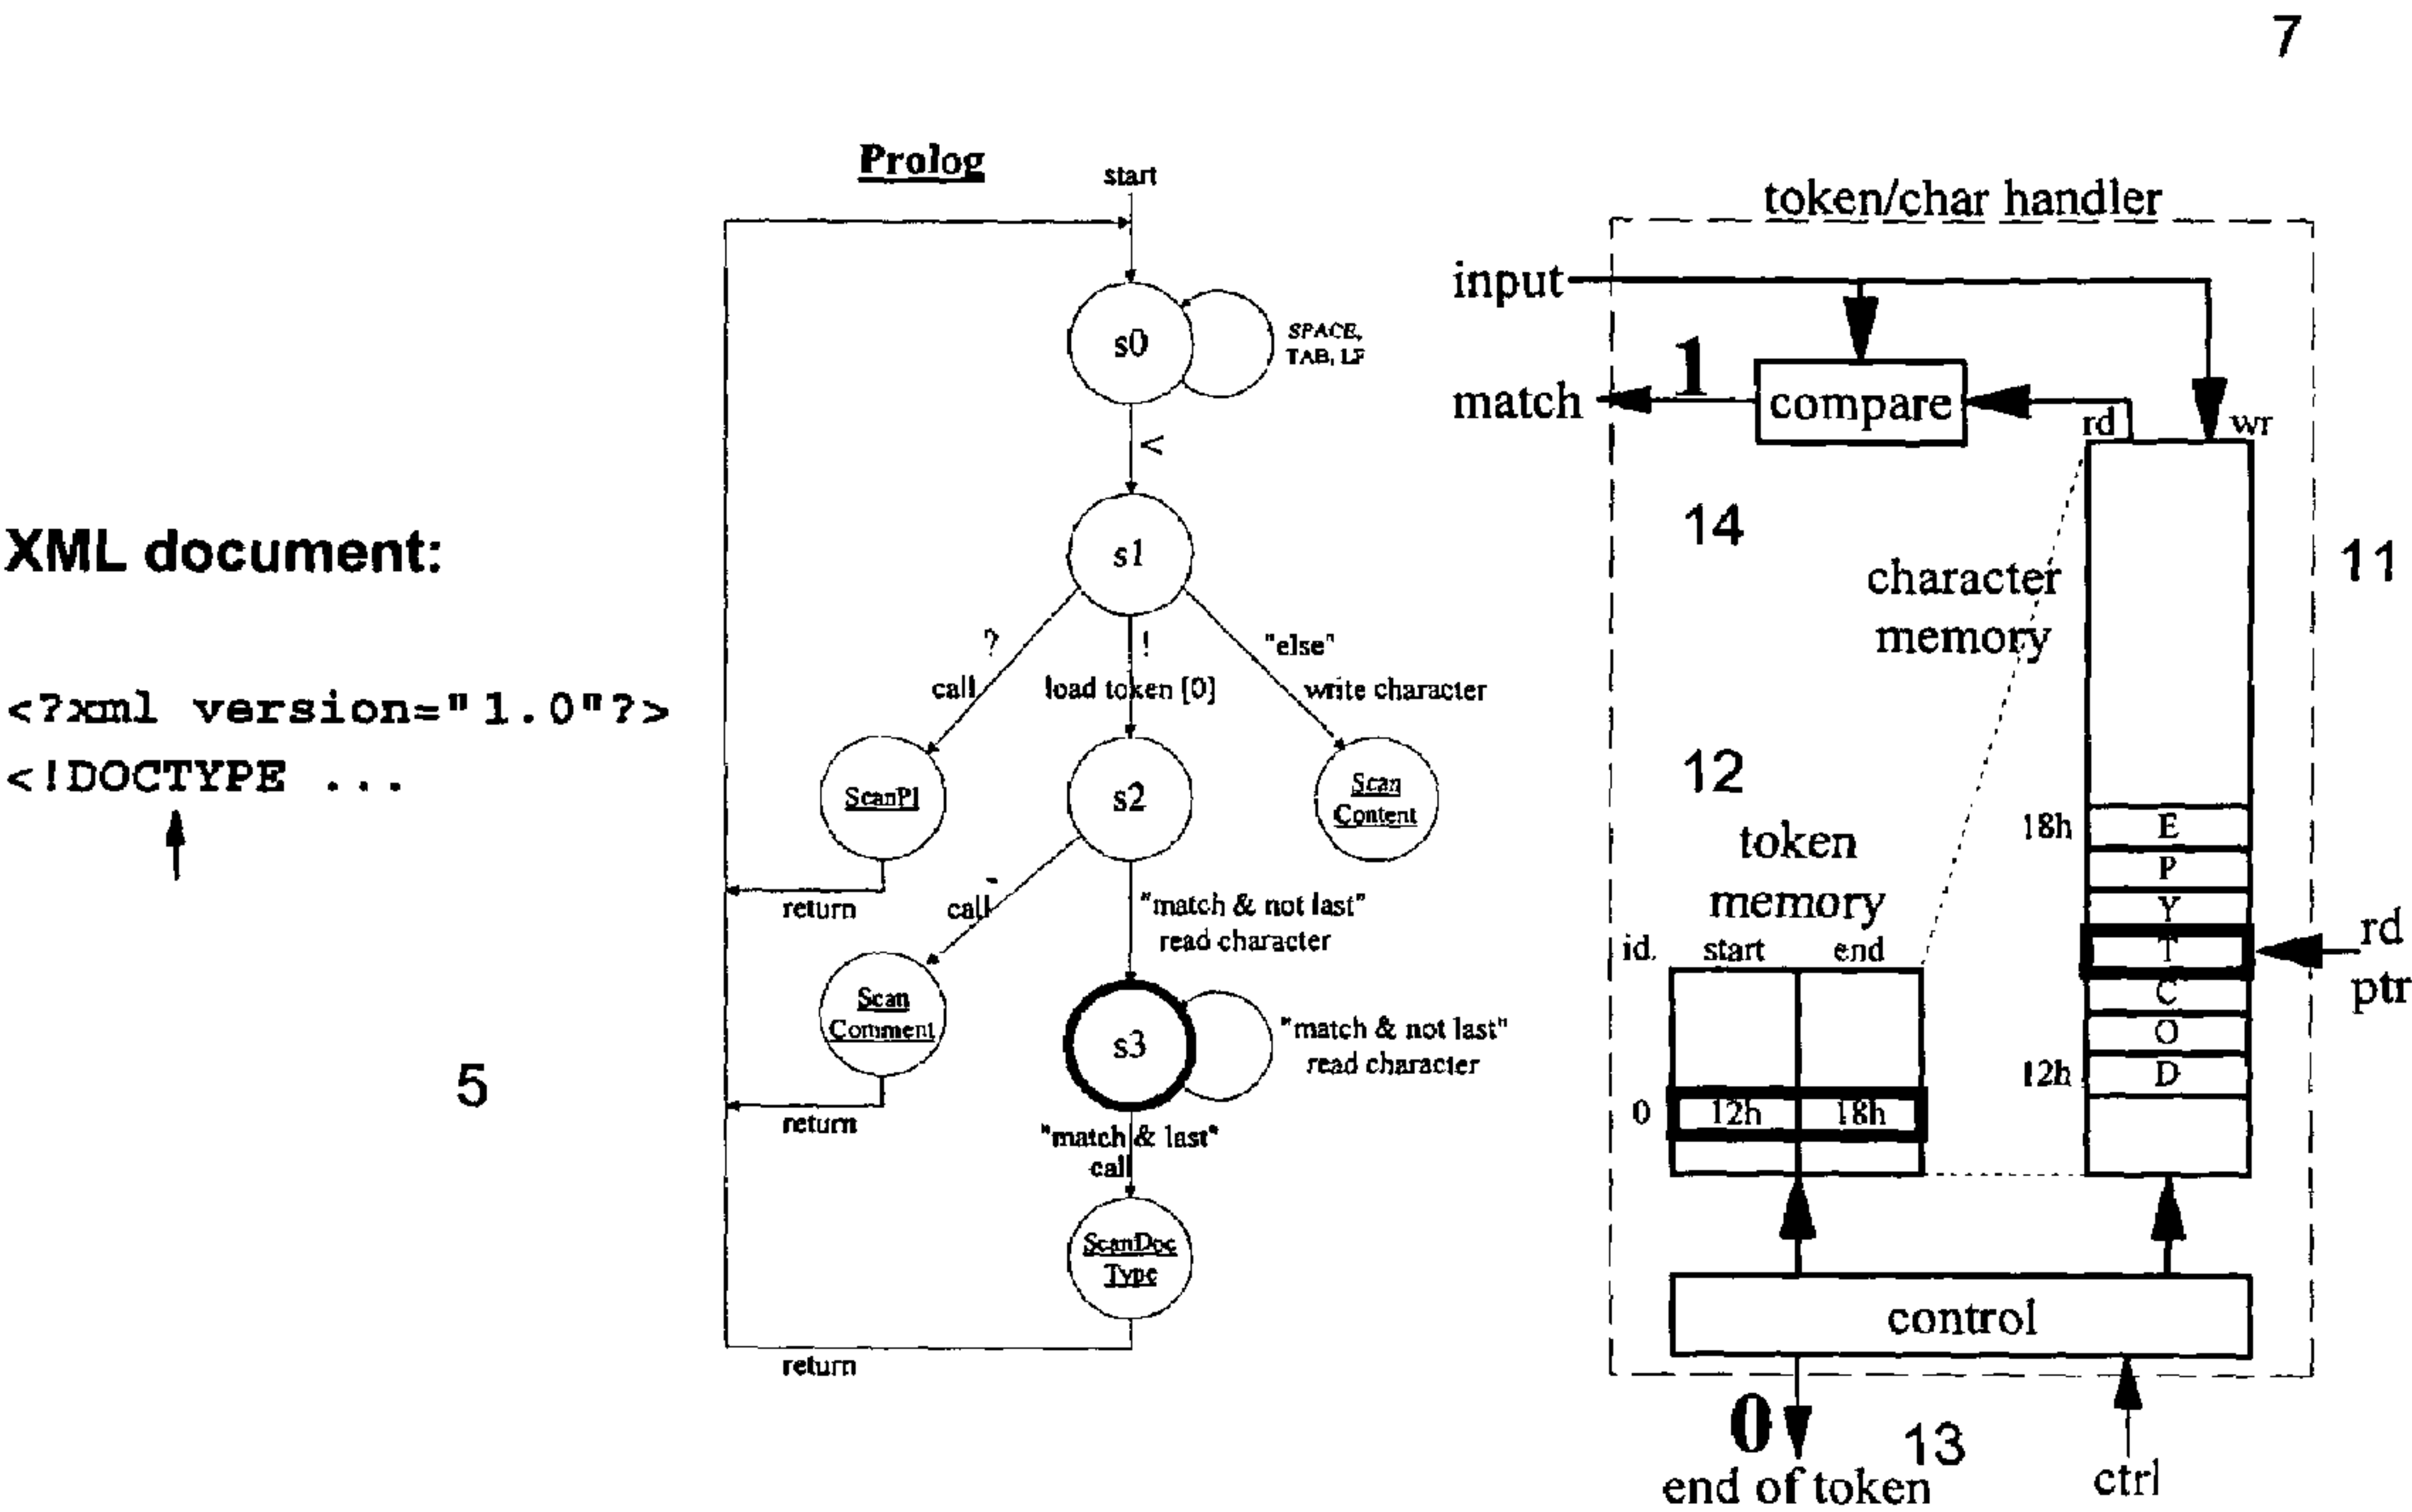 7
XML document:
<?xml version="1.0"?>
<!DOCTYPE ...
5
Prolog
start
s0
SPACE,
TAB, LF
<
s1
?
call
!
load token [0]
"else"
write character
ScanPI
s2
Scan
Content
return
-
call
"match & not last"
read character
Scan
Comment
s3
"match & not last"
read character
return
"match & last"
call
ScanDoc
Type
return
token/char handler
input
match
1
compare
rd
wr
14
character
memory
11
12
token
memory
id.
start
end
0
12h
18h
18h
E
P
Y
T
C
O
12h
D
rd
ptr
control
0
13
end of token
ctrl